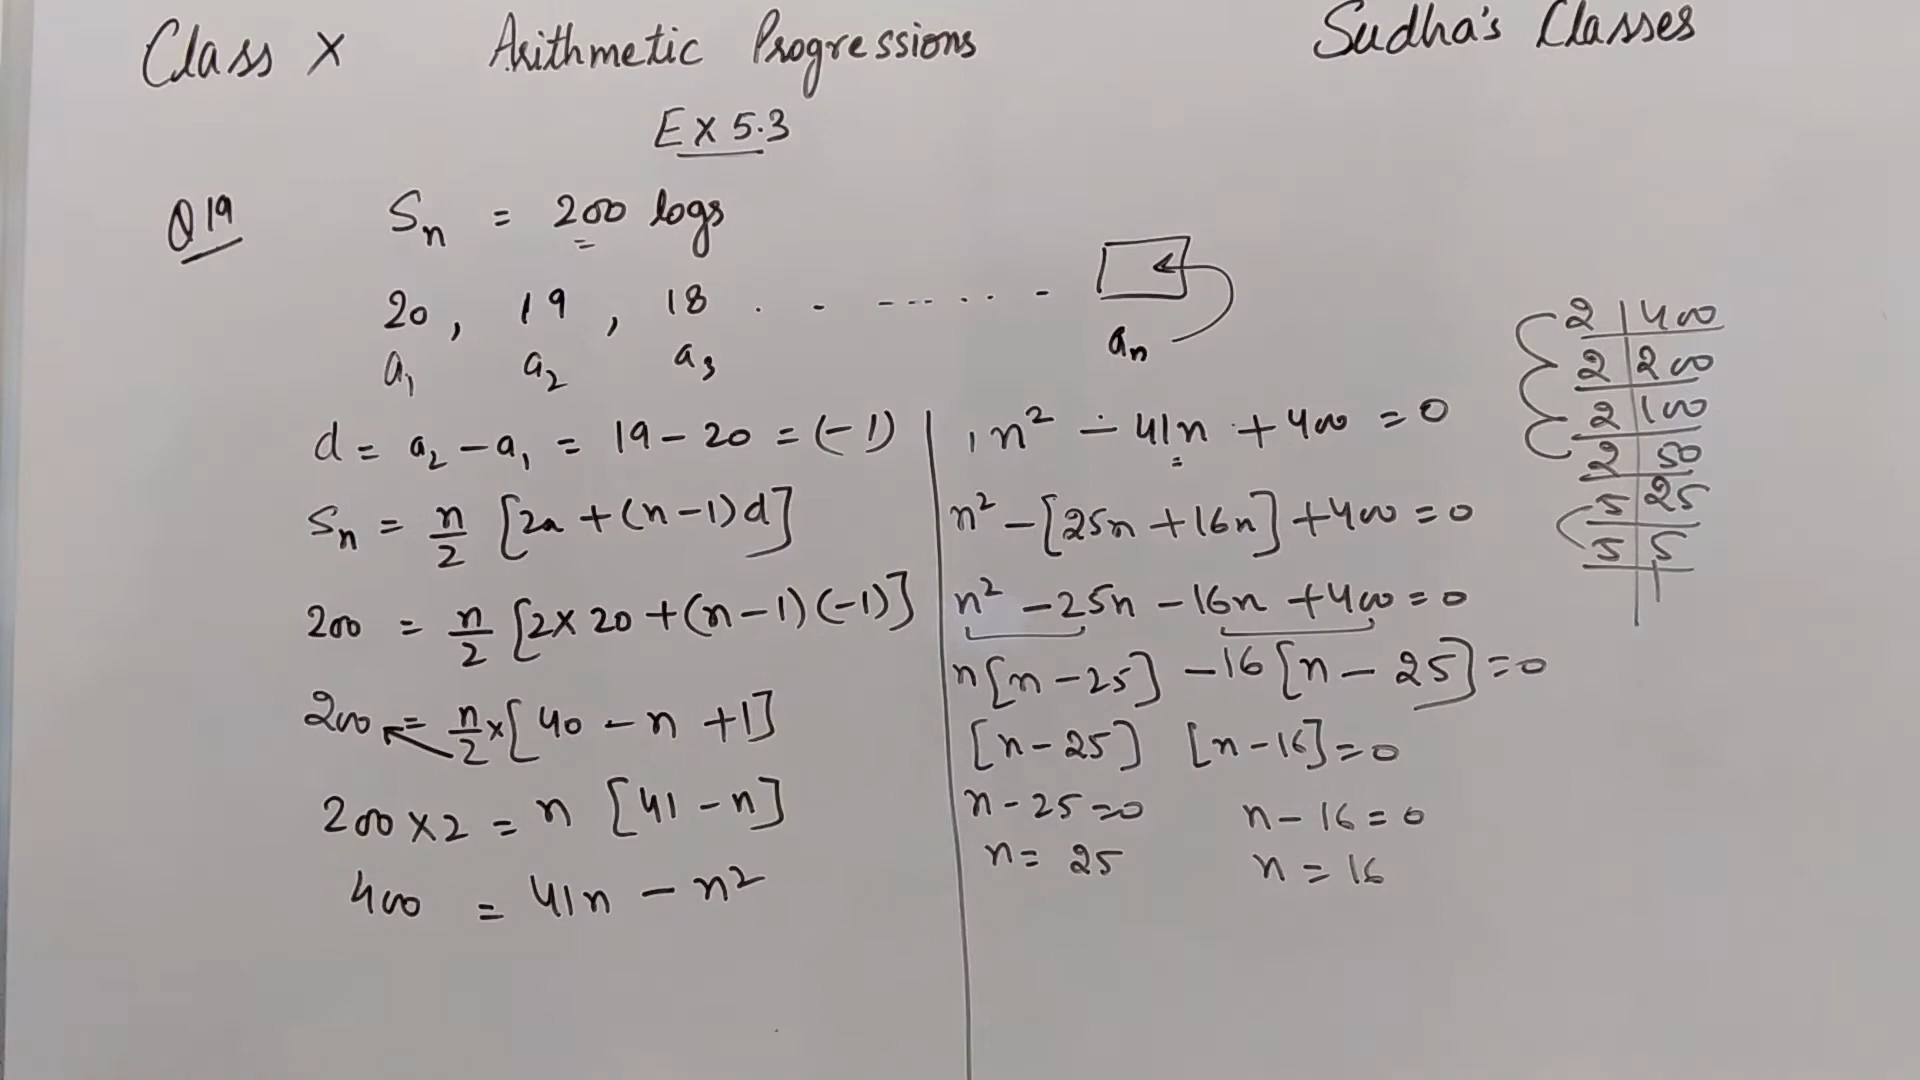 Class X Arithmetic Progressions Sudha's Classes
Ex 5.3
Q19 Sn = 200 logs
20, 19, 18 . . ------ . . - 
a1 a2 a3 an
d = a2 - a1 = 19 - 20 = (-1)
Sn = n/2 [2a + (n-1)d]
200 = n/2 [2x20 + (n-1)(-1)]
200 = n/2 x [40 - n + 1]
200 x 2 = n [41 - n]
400 = 41n - n²
n² - 41n + 400 = 0
n² - [25n + 16n] + 400 = 0
n² - 25n - 16n + 400 = 0
n[n - 25] - 16[n - 25] = 0
[n - 25] [n - 16] = 0
n - 25 = 0 n - 16 = 0
n = 25 n = 16
2 | 400
2 | 200
2 | 100
2 | 50
5 | 25
5 | 5
1